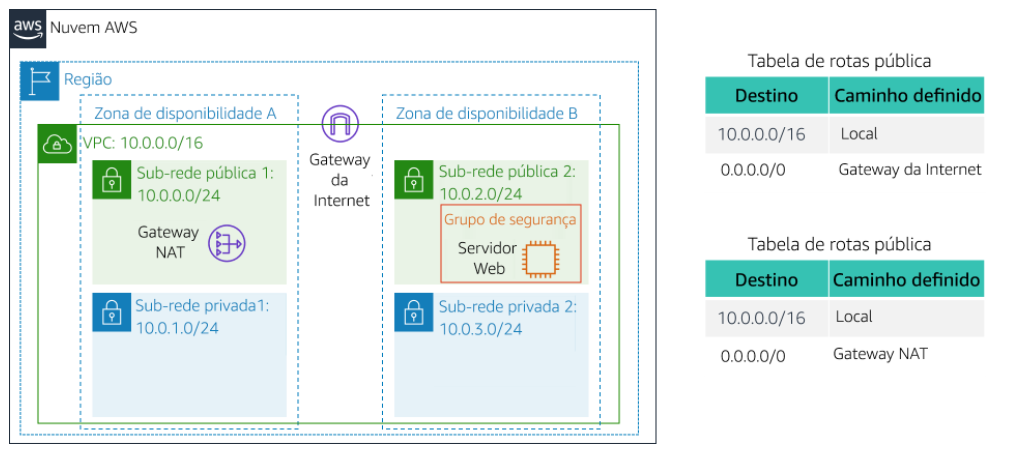 aws Nuvem AWS
Região
Zona de disponibilidade A
Zona de disponibilidade B
VPC: 10.0.0.0/16
Gateway
da
Internet
Sub-rede pública 1:
10.0.0.0/24
Gateway
NAT
Sub-rede pública 2:
10.0.2.0/24
Grupo de segurança
Servidor
Web
Sub-rede privada1:
10.0.1.0/24
Sub-rede privada 2:
10.0.3.0/24
Tabela de rotas pública
Destino Caminho definido
10.0.0.0/16 Local
0.0.0.0/0 Gateway da Internet
Tabela de rotas pública
Destino Caminho definido
10.0.0.0/16 Local
0.0.0.0/0 Gateway NAT